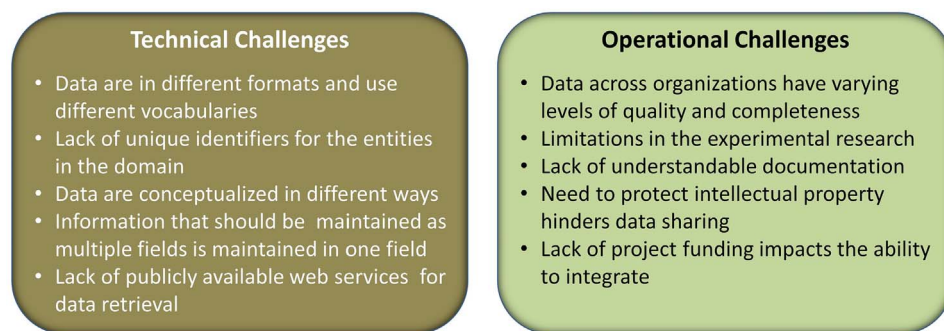 Technical Challenges
• Data are in different formats and use
different vocabularies
• Lack of unique identifiers for the entities
in the domain
• Data are conceptualized in different ways
• Information that should be maintained as
multiple fields is maintained in one field
• Lack of publicly available web services for
data retrieval
Operational Challenges
• Data across organizations have varying
levels of quality and completeness
• Limitations in the experimental research
• Lack of understandable documentation
• Need to protect intellectual property
hinders data sharing
• Lack of project funding impacts the ability
to integrate